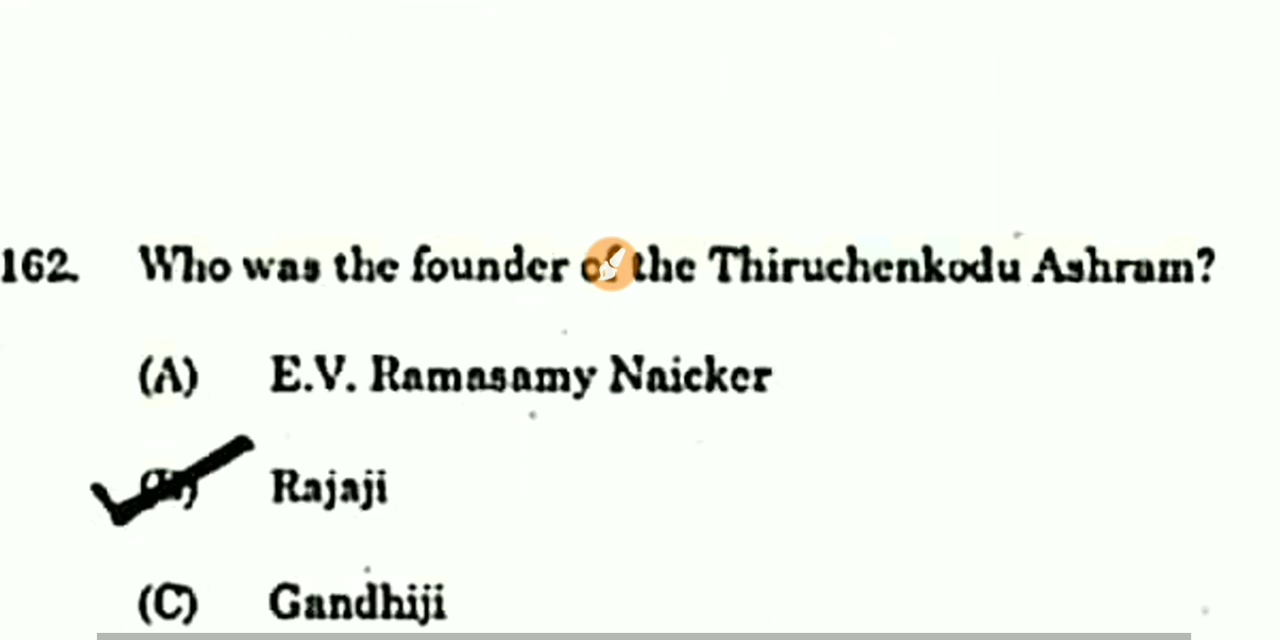 162. Who was the founder of the Thiruchenkodu Ashram?
(A) E.V. Ramasamy Naicker
(B) Rajaji
(C) Gandhiji